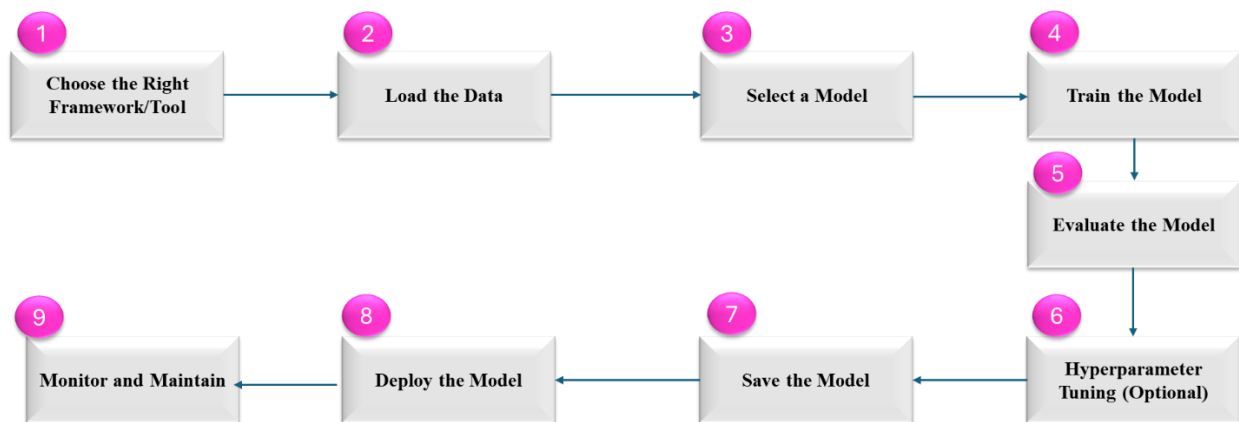 1
Choose the Right
Framework/Tool
2
Load the Data
3
Select a Model
4
Train the Model
5
Evaluate the Model
6
Hyperparameter
Tuning (Optional)
7
Save the Model
8
Deploy the Model
9
Monitor and Maintain